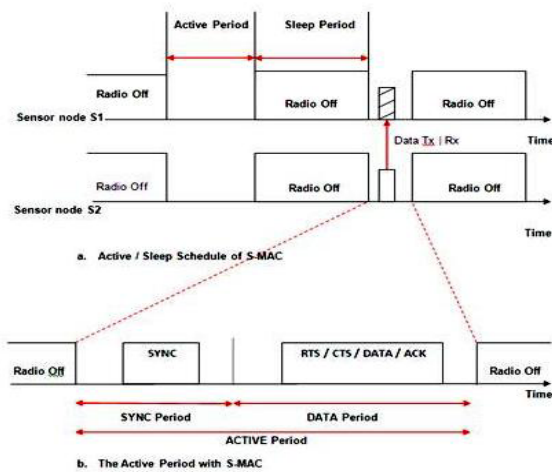 Active Period
Sleep Period
Radio Off
Radio Off
Radio Off
Sensor node S1
Time
Data Tx | Rx
Radio Off
Radio Off
Radio Off
Sensor node S2
Time
a. Active / Sleep Schedule of S-MAC
Radio Off
SYNC
RTS / CTS / DATA / ACK
Radio Off
Time
SYNC Period
DATA Period
ACTIVE Period
b. The Active Period with S-MAC